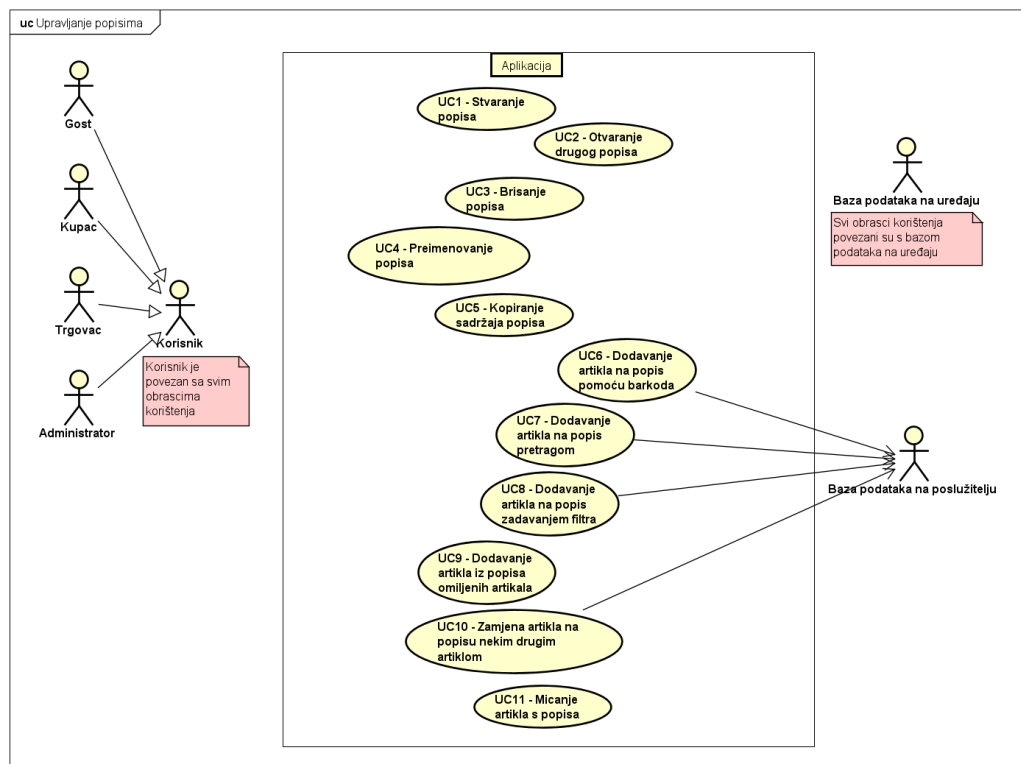 uc Upravljanje popisima
Aplikacija
Gost
Kupac
Trgovac
Administrator
Korisnik
Korisnik je
povezan sa svim
obrascima
korištenja
UC1 - Stvaranje
popisa
UC2 - Otvaranje
drugog popisa
UC3 - Brisanje
popisa
UC4 - Preimenovanje
popisa
UC5 - Kopiranje
sadržaja popisa
UC6 - Dodavanje
artikla na popis
pomoću barkoda
UC7 - Dodavanje
artikla na popis
pretragom
UC8 - Dodavanje
artikla na popis
zadavanjem filtra
UC9 - Dodavanje
artikla iz popisa
omiljenih artikala
UC10 - Zamjena artikla na
popisu nekim drugim
artiklom
UC11 - Micanje
artikla s popisa
Baza podataka na uređaju
Svi obrasci korištenja
povezani su s bazom
podataka na uređaju
Baza podataka na poslužitelju